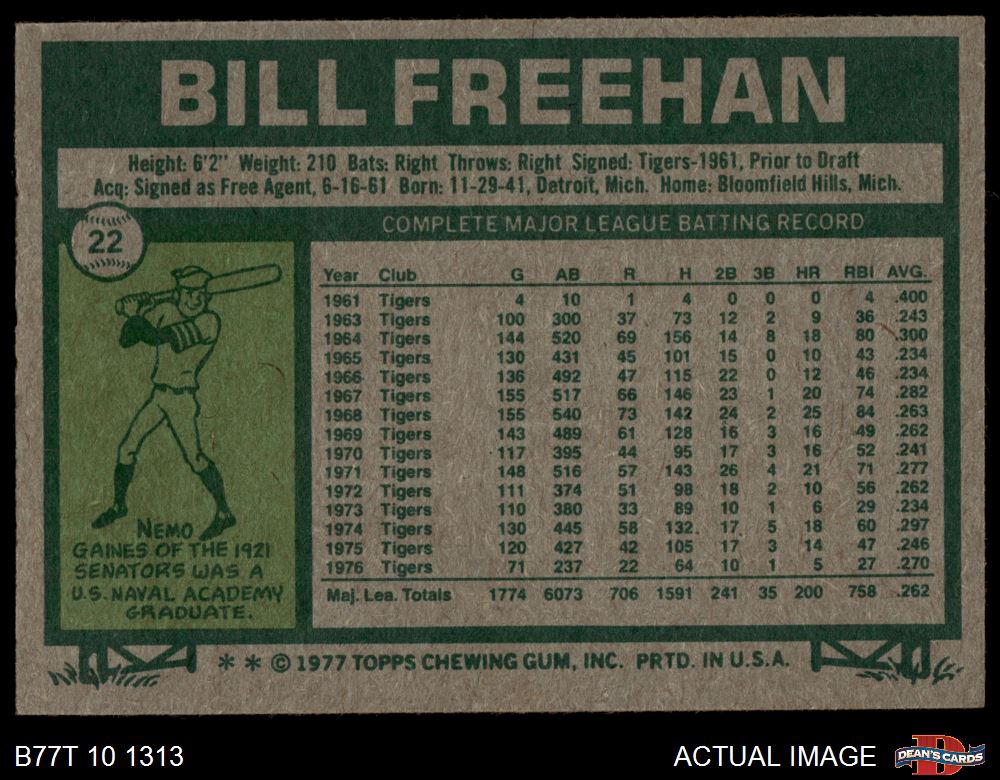 BILL FREEHAN
Height: 6'2" Weight: 210 Bats: Right Throws: Right Signed: Tigers-1961, Prior to Draft
Acq: Signed as Free Agent, 6-16-61 Born: 11-29-41, Detroit, Mich. Home: Bloomfield Hills, Mich.
22
COMPLETE MAJOR LEAGUE BATTING RECORD
Year Club G AB R H 2B 3B HR RBI AVG.
1961 Tigers 4 10 1 4 0 0 0 4 .400
1963 Tigers 100 300 37 73 12 2 9 36 .243
1964 Tigers 144 520 69 156 14 8 18 80 .300
1965 Tigers 130 431 45 101 15 0 10 43 .234
1966 Tigers 136 492 47 115 22 0 12 46 .234
1967 Tigers 155 517 66 146 23 1 20 74 .282
1968 Tigers 155 540 73 142 24 2 25 84 .263
1969 Tigers 143 489 61 128 16 3 16 49 .262
1970 Tigers 117 395 44 95 17 3 16 52 .241
1971 Tigers 148 516 57 143 26 4 21 71 .277
1972 Tigers 111 374 51 98 18 2 10 56 .262
1973 Tigers 110 380 33 89 10 1 6 29 .234
1974 Tigers 130 445 58 132 17 5 18 60 .297
1975 Tigers 120 427 42 105 17 3 14 47 .246
1976 Tigers 71 237 22 64 10 1 5 27 .270
Maj. Lea. Totals 1774 6073 706 1591 241 35 200 758 .262
NEMO
GAINES OF THE 1921
SENATORS WAS A
U.S. NAVAL ACADEMY
GRADUATE.
* * © 1977 TOPPS CHEWING GUM, INC. PRTD. IN U.S.A.
B77T 10 1313
ACTUAL IMAGE
DEAN'S CARDS